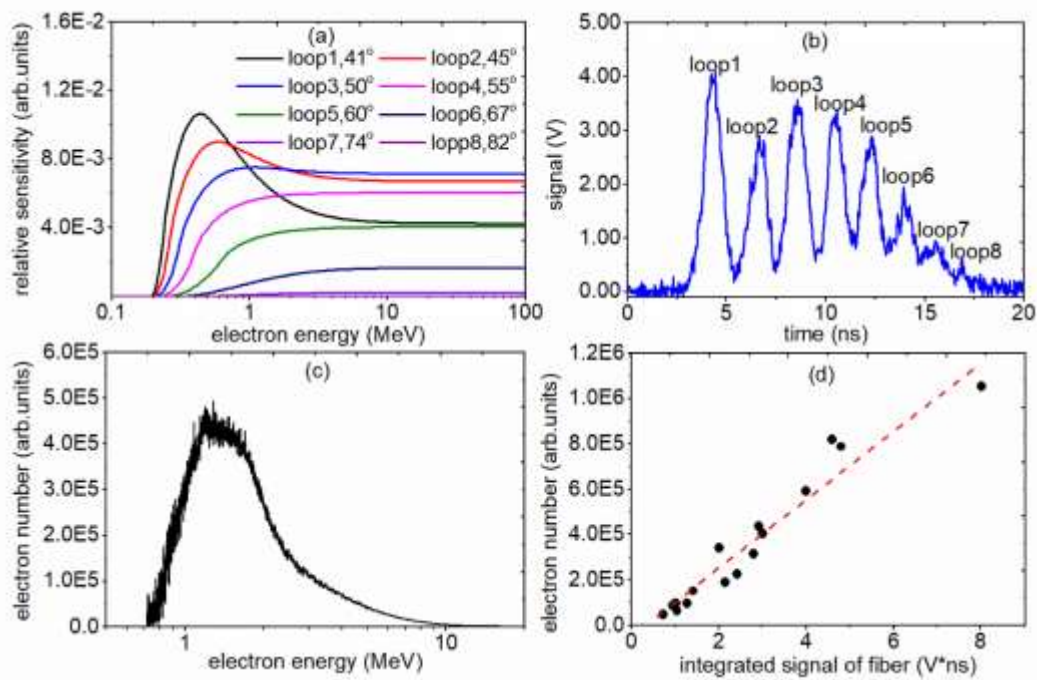 (a)
relative sensitivity (arb.units)
1.6E-2
1.2E-2
8.0E-3
4.0E-3
loop1,41° loop2,45°
loop3,50° loop4,55°
loop5,60° loop6,67°
loop7,74° lopp8,82°
0.1 1 10 100
electron energy (MeV)
(b)
signal (V)
5.00
4.00
3.00
2.00
1.00
0.00
loop1
loop2
loop3
loop4
loop5
loop6
loop7
loop8
0 5 10 15 20
time (ns)
(c)
electron number (arb.units)
6.0E5
5.0E5
4.0E5
3.0E5
2.0E5
1.0E5
0.0
1 10
electron energy (MeV)
(d)
electron number (arb.units)
1.2E6
1.0E6
8.0E5
6.0E5
4.0E5
2.0E5
0.0
0 2 4 6 8
integrated signal of fiber (V*ns)